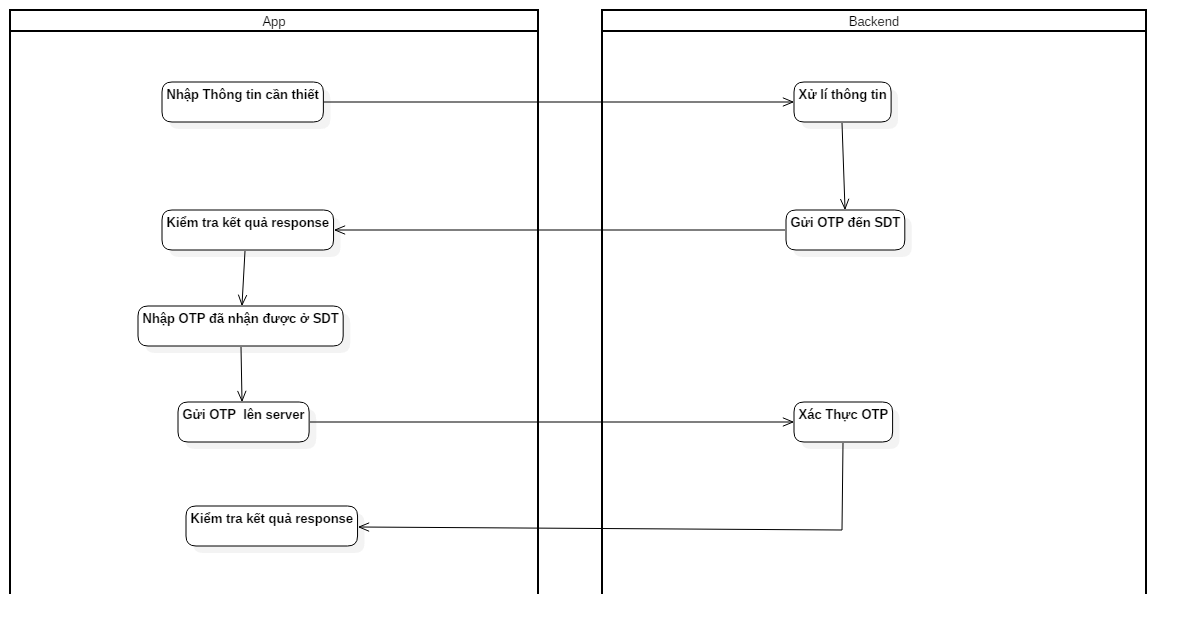 App
Backend
Nhập Thông tin cần thiết
Xử lí thông tin
Kiểm tra kết quả response
Gửi OTP đến SDT
Nhập OTP đã nhận được ở SDT
Gửi OTP  lên server
Xác Thực OTP
Kiểm tra kết quả response